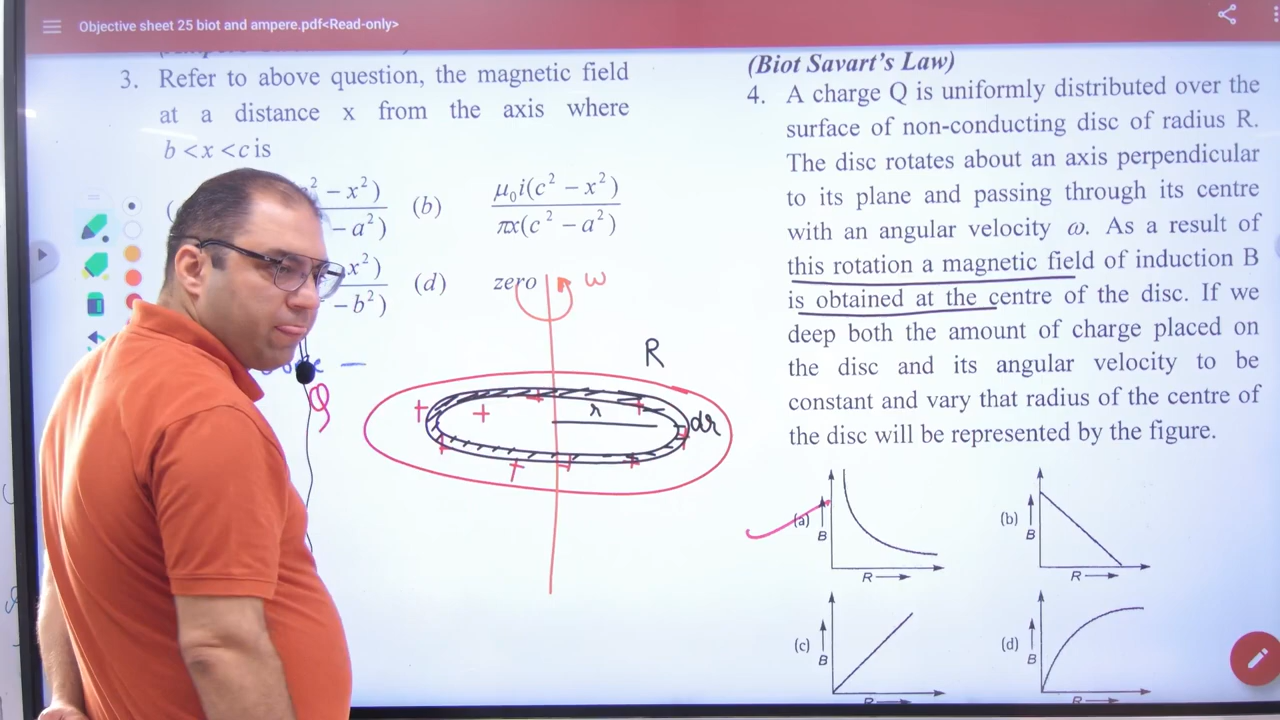 Objective sheet 25 biot and ampere.pdf<Read-only>
3. Refer to above question, the magnetic field
at a distance x from the axis where
b < x < c is
² − x²)
− a²)
(b) μ₀i(c² − x²)
πx(c² − a²)
x²)
− b²)
(d) zero
ω
R
r
dr
Q
(Biot Savart's Law)
4. A charge Q is uniformly distributed over the
surface of non-conducting disc of radius R.
The disc rotates about an axis perpendicular
to its plane and passing through its centre
with an angular velocity ω. As a result of
this rotation a magnetic field of induction B
is obtained at the centre of the disc. If we
deep both the amount of charge placed on
the disc and its angular velocity to be
constant and vary that radius of the centre of
the disc will be represented by the figure.
(a) B R
(b) B R
(c) B R
(d) B R